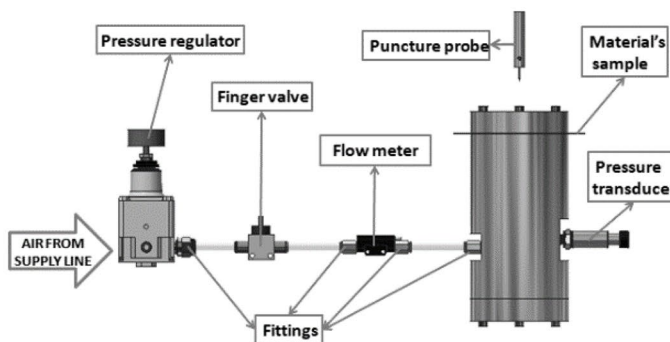 Pressure regulator
Puncture probe
Material's
sample
Finger valve
Flow meter
Pressure
transduce
AIR FROM
SUPPLY LINE
Fittings